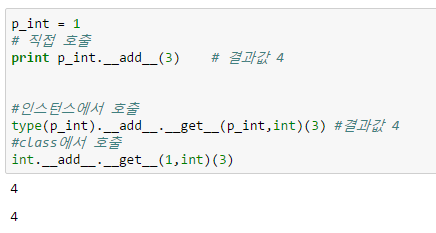 p_int = 1
# 직접 호출
print p_int.__add__(3)    # 결과값 4
#인스턴스에서 호출
type(p_int).__add__.__get__(p_int,int)(3) #결과값 4
#class에서 호출
int.__add__.__get__(1,int)(3)
4
4